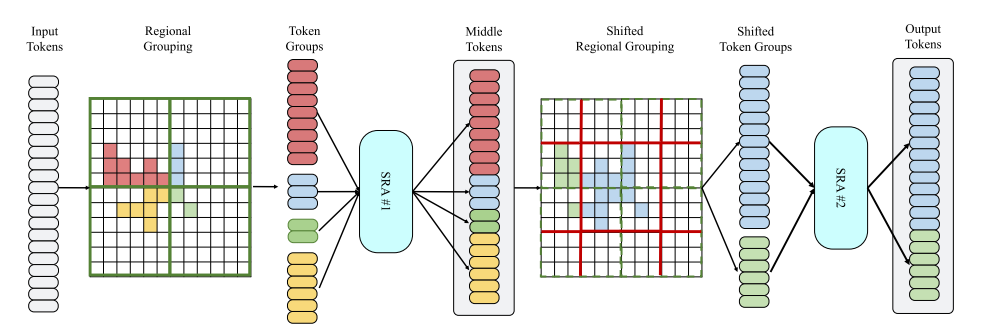 Input
Tokens
Regional
Grouping
Token
Groups
SRA #1
Middle
Tokens
Shifted
Regional Grouping
Shifted
Token Groups
SRA #2
Output
Tokens